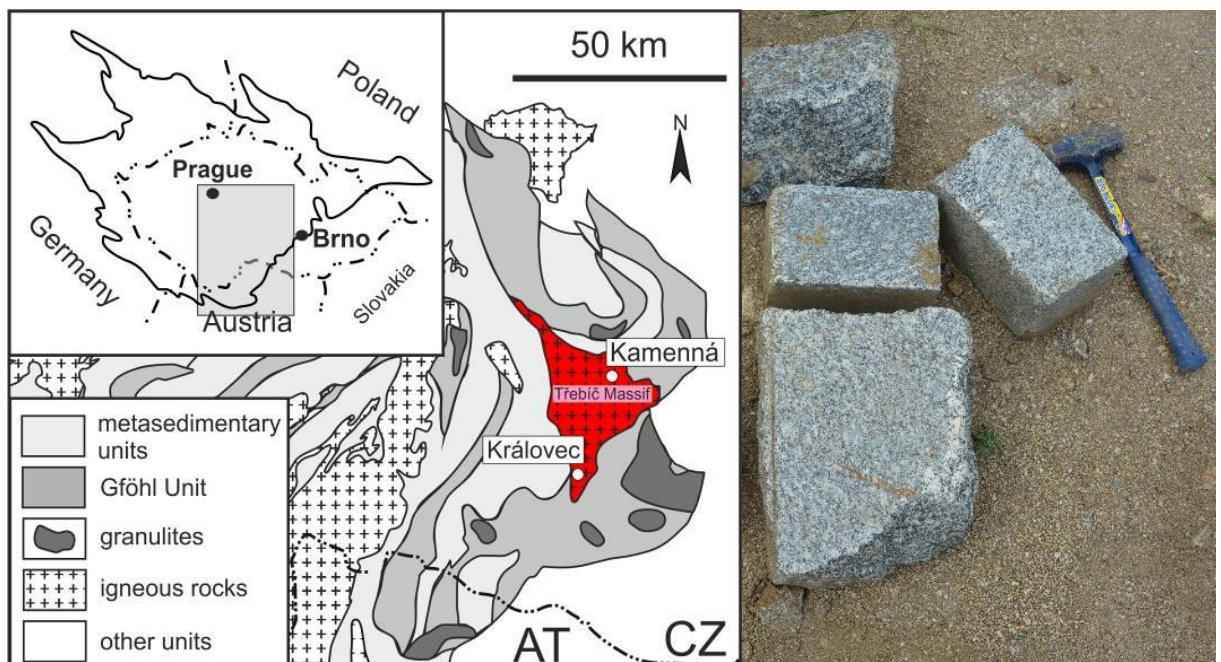 Poland
Prague
Brno
Germany
Slovakia
Austria
50 km
N
Kamenná
Třebíč Massif
Královec
metasedimentary
units
Gföhl Unit
granulites
igneous rocks
other units
AT
CZ